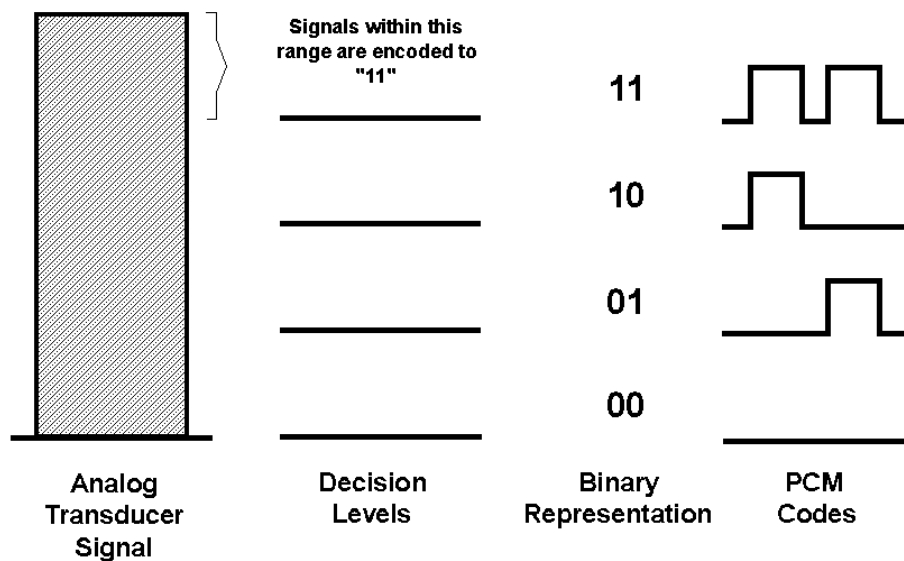 Signals within this
range are encoded to
"11"
11
10
01
00
Analog
Transducer
Signal
Decision
Levels
Binary
Representation
PCM
Codes